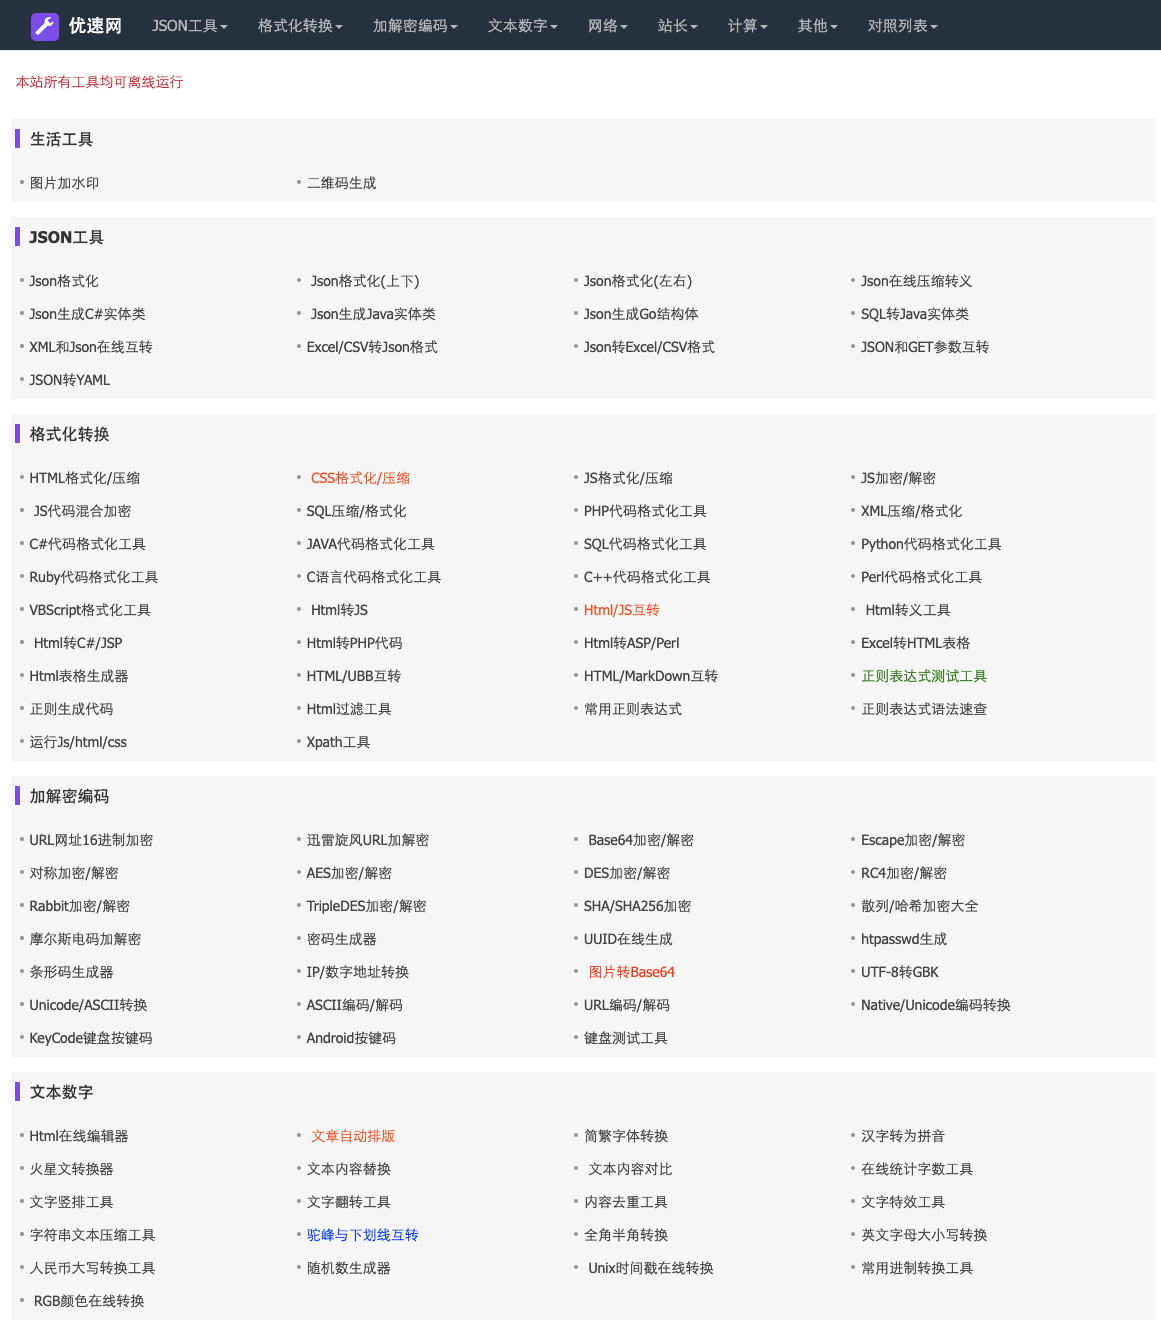 优速网 JSON工具 格式化转换 加解密编码 文本数字 网络 站长 计算 其他 对照列表
本站所有工具均可离线运行
生活工具
图片加水印 二维码生成
JSON工具
Json格式化 Json格式化(上下) Json格式化(左右) Json在线压缩转义
Json生成C#实体类 Json生成Java实体类 Json生成Go结构体 SQL转Java实体类
XML和Json在线互转 Excel/CSV转Json格式 Json转Excel/CSV格式 JSON和GET参数互转
JSON转YAML
格式化转换
HTML格式化/压缩 CSS格式化/压缩 JS格式化/压缩 JS加密/解密
JS代码混合加密 SQL压缩/格式化 PHP代码格式化工具 XML压缩/格式化
C#代码格式化工具 JAVA代码格式化工具 SQL代码格式化工具 Python代码格式化工具
Ruby代码格式化工具 C语言代码格式化工具 C++代码格式化工具 Perl代码格式化工具
VBScript格式化工具 Html转JS Html/JS互转 Html转义工具
Html转C#/JSP Html转PHP代码 Html转ASP/Perl Excel转HTML表格
Html表格生成器 HTML/UBB互转 HTML/MarkDown互转 正则表达式测试工具
正则生成代码 Html过滤工具 常用正则表达式 正则表达式语法速查
运行Js/html/css Xpath工具
加解密编码
URL网址16进制加密 迅雷旋风URL加解密 Base64加密/解密 Escape加密/解密
对称加密/解密 AES加密/解密 DES加密/解密 RC4加密/解密
Rabbit加密/解密 TripleDES加密/解密 SHA/SHA256加密 散列/哈希加密大全
摩尔斯电码加解密 密码生成器 UUID在线生成 htpasswd生成
条形码生成器 IP/数字地址转换 图片转Base64 UTF-8转GBK
Unicode/ASCII转换 ASCII编码/解码 URL编码/解码 Native/Unicode编码转换
KeyCode键盘按键码 Android按键码 键盘测试工具
文本数字
Html在线编辑器 文章自动排版 简繁字体转换 汉字转为拼音
火星文转换器 文本内容替换 文本内容对比 在线统计字数工具
文字竖排工具 文字翻转工具 内容去重工具 文字特效工具
字符串文本压缩工具 驼峰与下划线互转 全角半角转换 英文字母大小写转换
人民币大写转换工具 随机数生成器 Unix时间戳在线转换 常用进制转换工具
RGB颜色在线转换